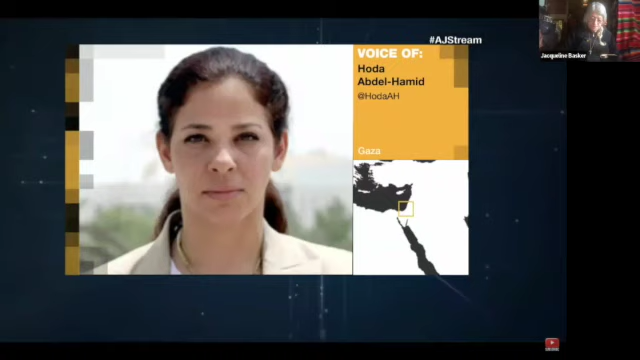 #AJStream
VOICE OF:
Hoda
Abdel-Hamid
@HodaAH
Gaza
Jacqueline Basker